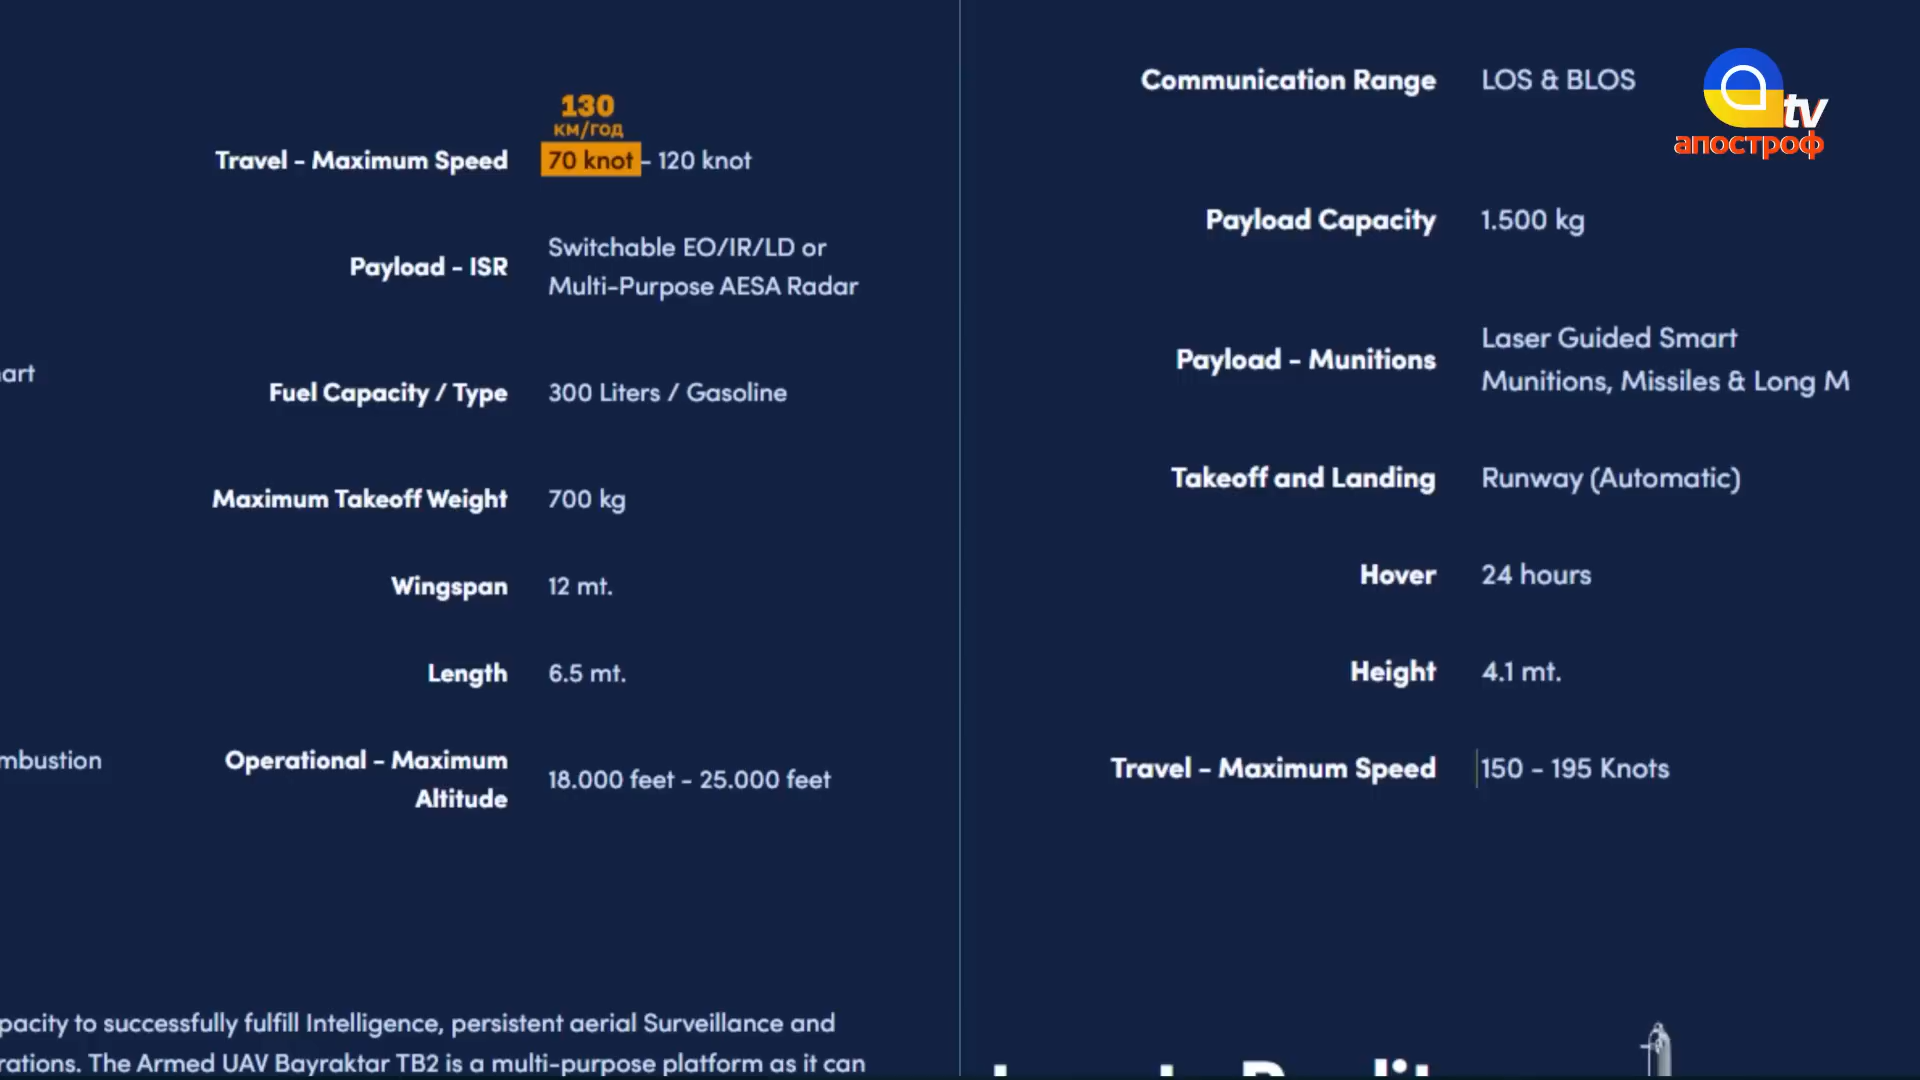 art
mbustion
130
км/год
Travel - Maximum Speed 70 knot - 120 knot
Payload - ISR Switchable EO/IR/LD or
Multi-Purpose AESA Radar
Fuel Capacity / Type 300 Liters / Gasoline
Maximum Takeoff Weight 700 kg
Wingspan 12 mt.
Length 6.5 mt.
Operational - Maximum
Altitude 18.000 feet - 25.000 feet
pacity to successfully fulfill Intelligence, persistent aerial Surveillance and
rations. The Armed UAV Bayraktar TB2 is a multi-purpose platform as it can
Communication Range LOS & BLOS
Payload Capacity 1.500 kg
Payload - Munitions Laser Guided Smart
Munitions, Missiles & Long M
Takeoff and Landing Runway (Automatic)
Hover 24 hours
Height 4.1 mt.
Travel - Maximum Speed 150 - 195 Knots
tv
апостроф